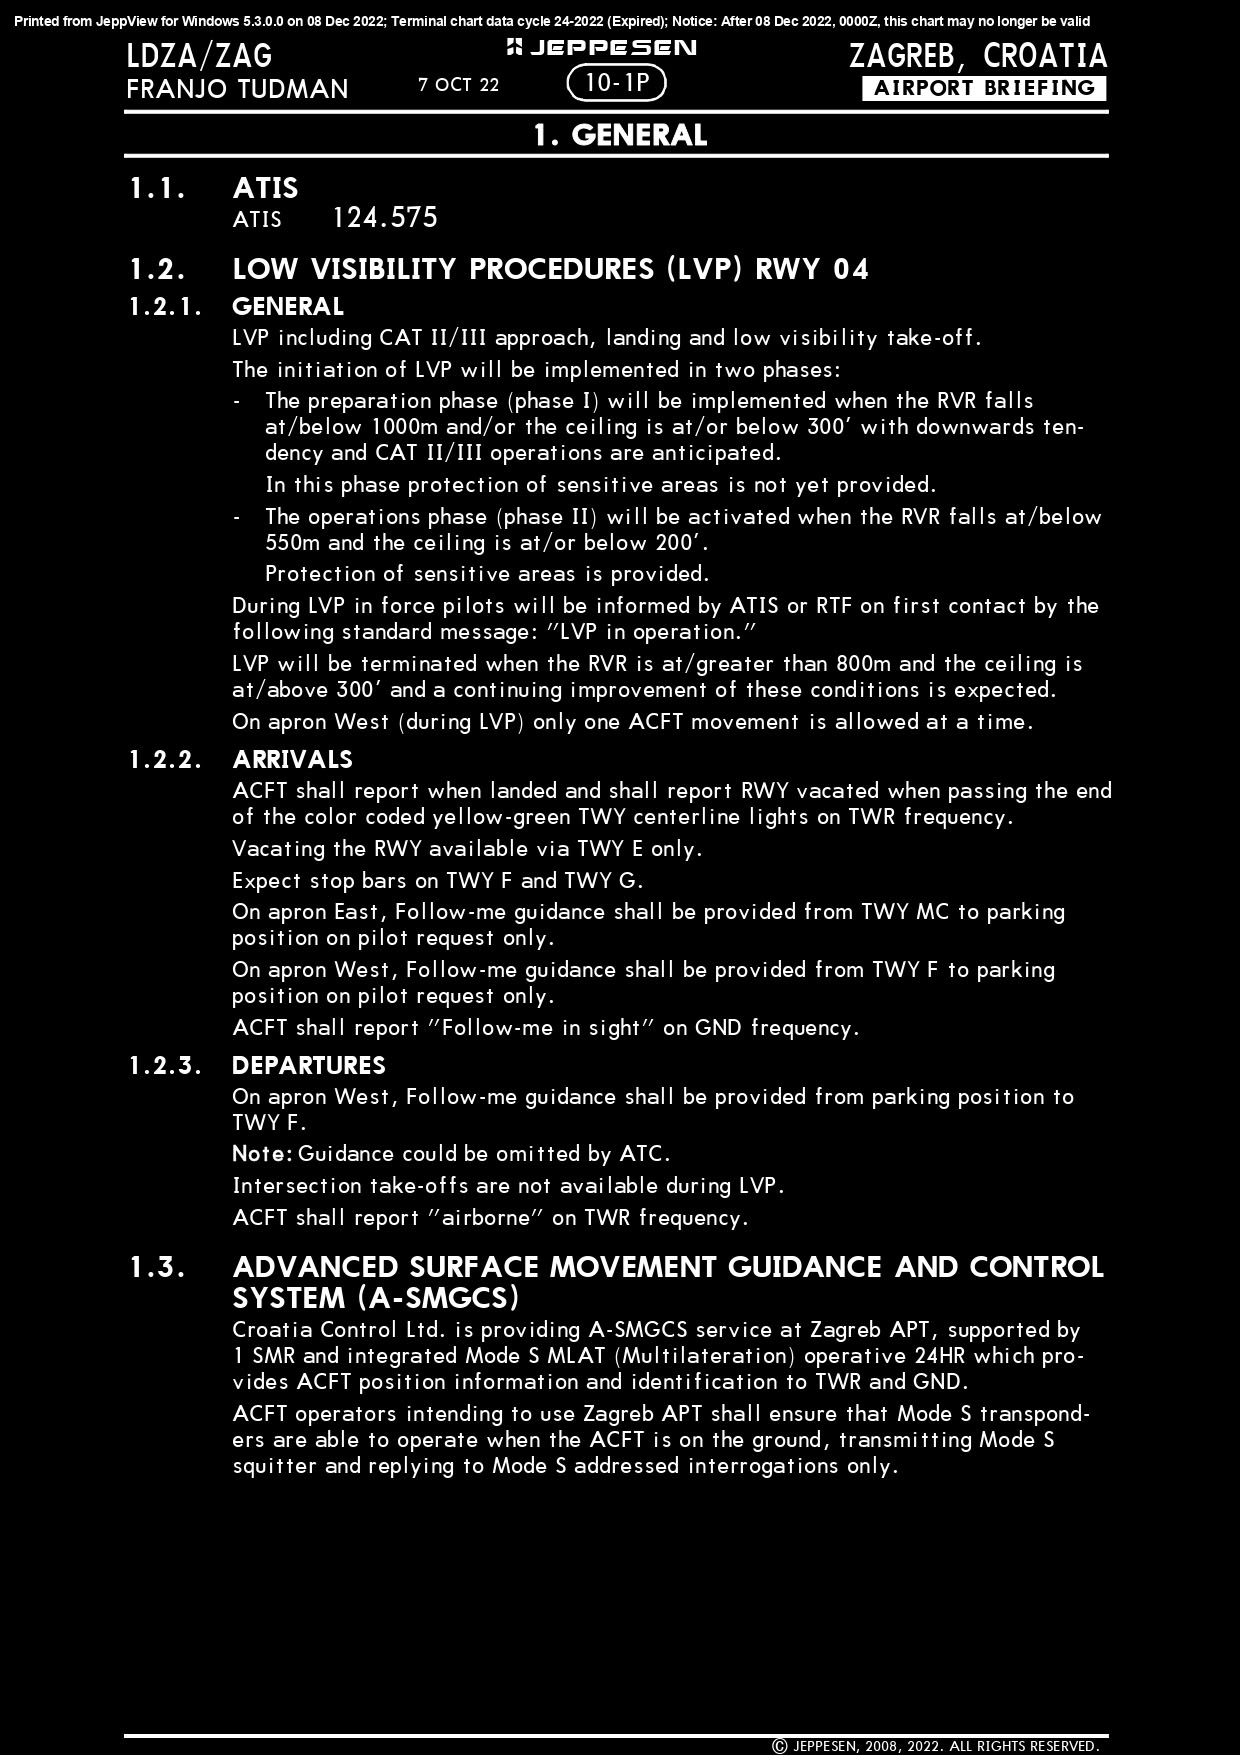 Printed from JeppView for Windows 5.3.0.0 on 08 Dec 2022; Terminal chart data cycle 24-2022 (Expired); Notice: After 08 Dec 2022, 0000Z, this chart may no longer be valid
LDZA/ZAG JEPPESEN ZAGREB, CROATIA
FRANJO TUDMAN 7 OCT 22 10-1P AIRPORT BRIEFING
1. GENERAL
1.1. ATIS
ATIS 124.575
1.2. LOW VISIBILITY PROCEDURES (LVP) RWY 04
1.2.1. GENERAL
LVP including CAT II/III approach, landing and low visibility take-off.
The initiation of LVP will be implemented in two phases:
- The preparation phase (phase I) will be implemented when the RVR falls
at/below 1000m and/or the ceiling is at/or below 300' with downwards ten-
dency and CAT II/III operations are anticipated.
In this phase protection of sensitive areas is not yet provided.
- The operations phase (phase II) will be activated when the RVR falls at/below
550m and the ceiling is at/or below 200'.
Protection of sensitive areas is provided.
During LVP in force pilots will be informed by ATIS or RTF on first contact by the
following standard message: "LVP in operation."
LVP will be terminated when the RVR is at/greater than 800m and the ceiling is
at/above 300' and a continuing improvement of these conditions is expected.
On apron West (during LVP) only one ACFT movement is allowed at a time.
1.2.2. ARRIVALS
ACFT shall report when landed and shall report RWY vacated when passing the end
of the color coded yellow-green TWY centerline lights on TWR frequency.
Vacating the RWY available via TWY E only.
Expect stop bars on TWY F and TWY G.
On apron East, Follow-me guidance shall be provided from TWY MC to parking
position on pilot request only.
On apron West, Follow-me guidance shall be provided from TWY F to parking
position on pilot request only.
ACFT shall report "Follow-me in sight" on GND frequency.
1.2.3. DEPARTURES
On apron West, Follow-me guidance shall be provided from parking position to
TWY F.
Note: Guidance could be omitted by ATC.
Intersection take-offs are not available during LVP.
ACFT shall report "airborne" on TWR frequency.
1.3. ADVANCED SURFACE MOVEMENT GUIDANCE AND CONTROL
SYSTEM (A-SMGCS)
Croatia Control Ltd. is providing A-SMGCS service at Zagreb APT, supported by
1 SMR and integrated Mode S MLAT (Multilateration) operative 24HR which pro-
vides ACFT position information and identification to TWR and GND.
ACFT operators intending to use Zagreb APT shall ensure that Mode S transpond-
ers are able to operate when the ACFT is on the ground, transmitting Mode S
squitter and replying to Mode S addressed interrogations only.
© JEPPESEN, 2008, 2022. ALL RIGHTS RESERVED.